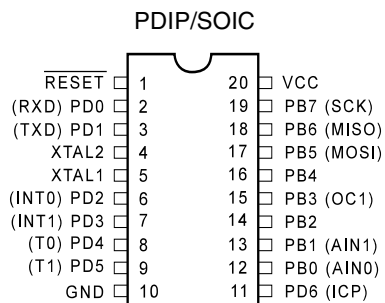 PDIP/SOIC
RESET 1 20 VCC
(RXD) PD0 2 19 PB7 (SCK)
(TXD) PD1 3 18 PB6 (MISO)
XTAL2 4 17 PB5 (MOSI)
XTAL1 5 16 PB4
(INT0) PD2 6 15 PB3 (OC1)
(INT1) PD3 7 14 PB2
(T0) PD4 8 13 PB1 (AIN1)
(T1) PD5 9 12 PB0 (AIN0)
GND 10 11 PD6 (ICP)